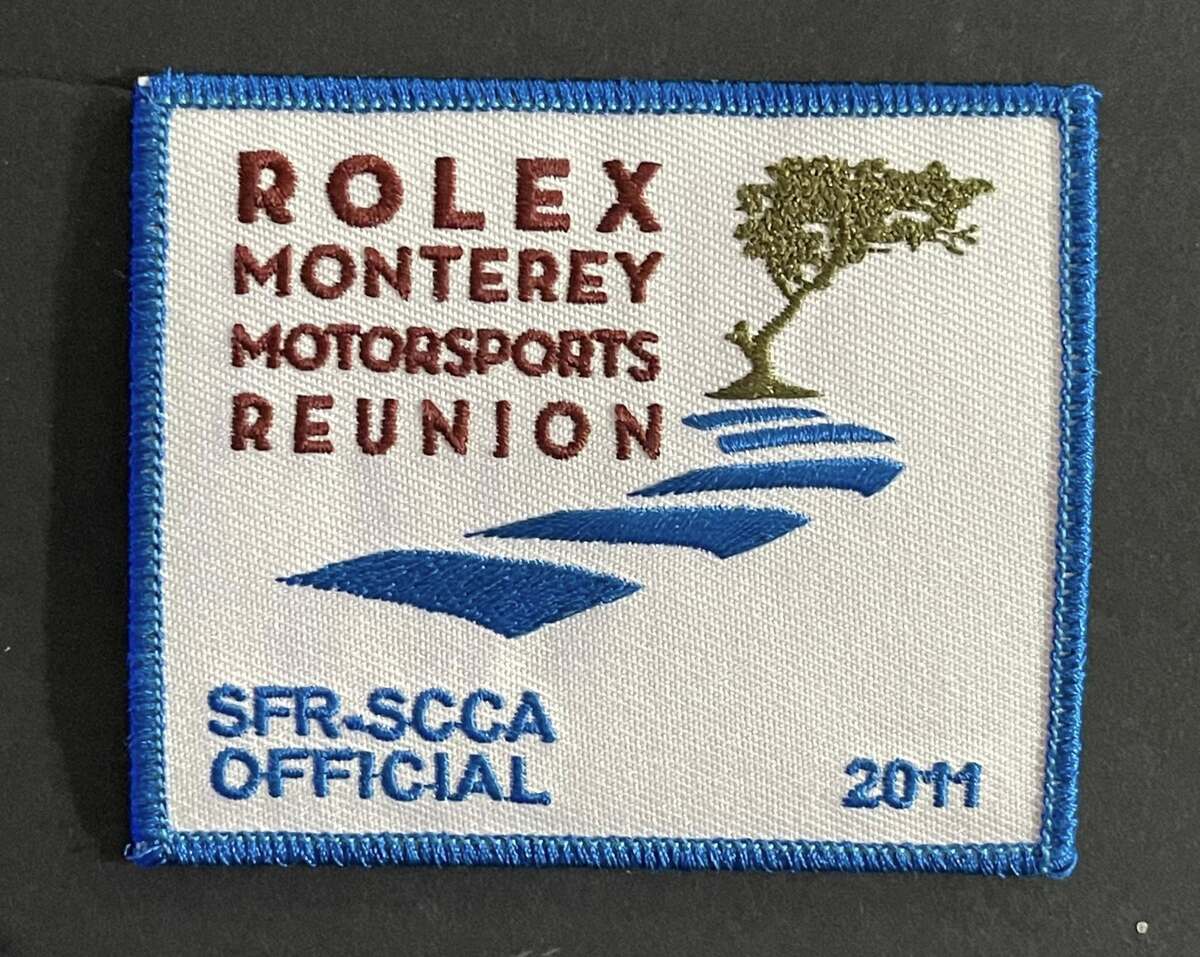 ROLEX
MONTEREY
MOTORSPORTS
REUNION
SFR-SCCA
OFFICIAL
2011